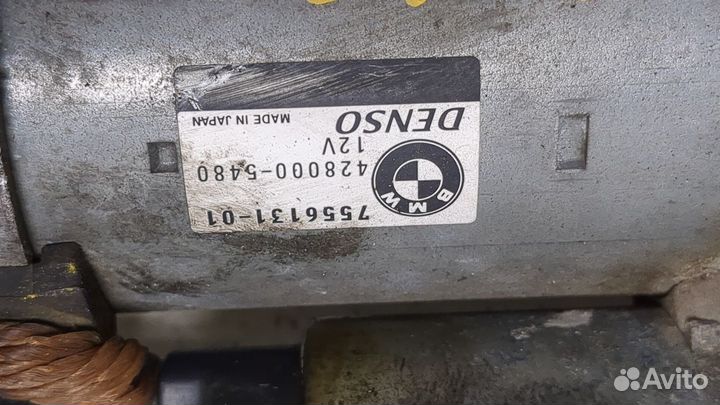 7556131-01
BMW
428000-5480
12V
DENSO
MADE IN JAPAN
Avito